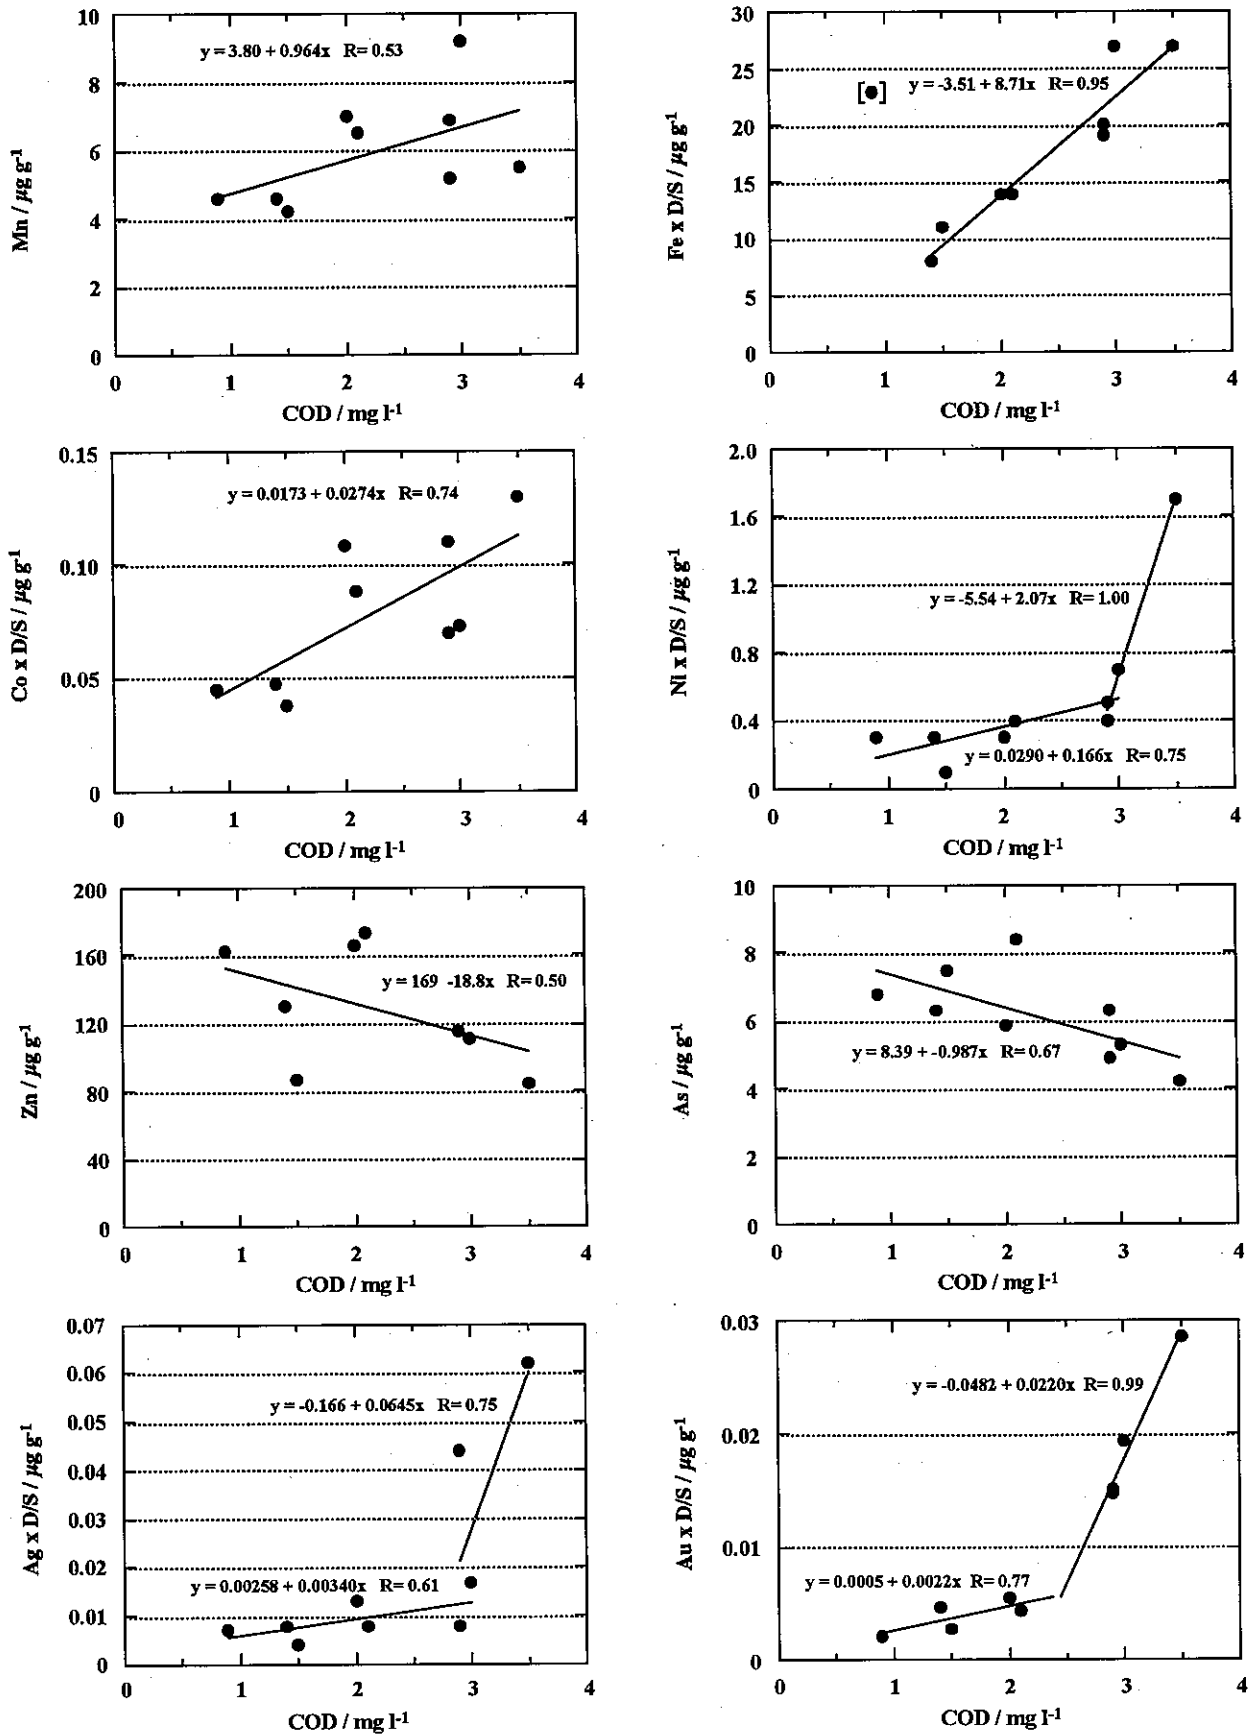 10
8
6
4
2
0
Mn / µg g-1
y = 3.80 + 0.964x R= 0.53
0 1 2 3 4
COD / mg l-1
30
25
20
15
10
5
0
Fe x D/S / µg g-1
[ ] y = -3.51 + 8.71x R= 0.95
0 1 2 3 4
COD / mg l-1
0.15
0.10
0.05
0
Co x D/S / µg g-1
y = 0.0173 + 0.0274x R= 0.74
0 1 2 3 4
COD / mg l-1
2.0
1.6
1.2
0.8
0.4
0
Ni x D/S / µg g-1
y = -5.54 + 2.07x R= 1.00
y = 0.0290 + 0.166x R= 0.75
0 1 2 3 4
COD / mg l-1
200
160
120
80
40
0
Zn / µg g-1
y = 169 -18.8x R= 0.50
0 1 2 3 4
COD / mg l-1
10
8
6
4
2
0
As / µg g-1
y = 8.39 + -0.987x R= 0.67
0 1 2 3 4
COD / mg l-1
0.07
0.06
0.05
0.04
0.03
0.02
0.01
0
Ag x D/S / µg g-1
y = -0.166 + 0.0645x R= 0.75
y = 0.00258 + 0.00340x R= 0.61
0 1 2 3 4
COD / mg l-1
0.03
0.02
0.01
0
Au x D/S / µg g-1
y = -0.0482 + 0.0220x R= 0.99
y = 0.0005 + 0.0022x R= 0.77
0 1 2 3 4
COD / mg l-1